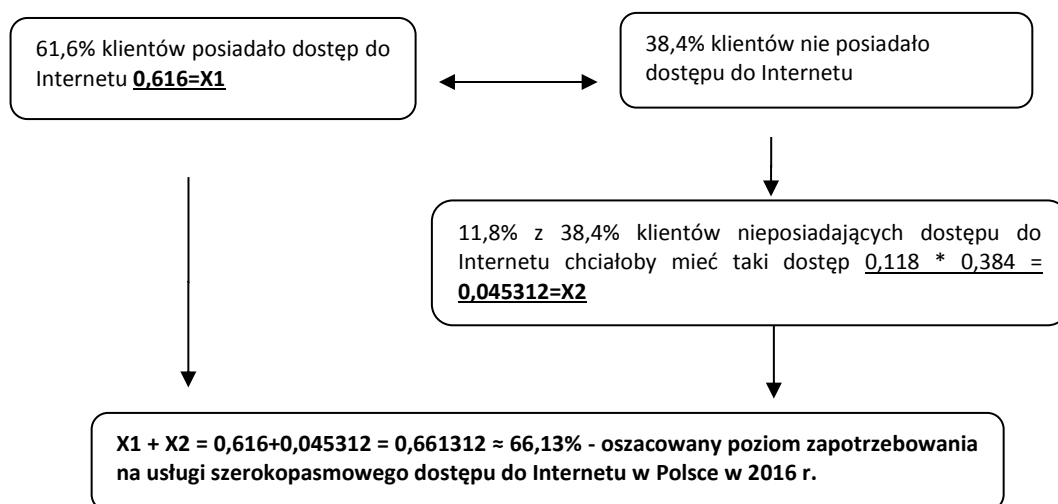 61,6% klientów posiadało dostęp do
Internetu 0,616=X1
38,4% klientów nie posiadało
dostępu do Internetu
11,8% z 38,4% klientów nieposiadających dostępu do
Internetu chciałoby mieć taki dostęp 0,118 * 0,384 =
0,045312=X2
X1 + X2 = 0,616+0,045312 = 0,661312 ≈ 66,13% - oszacowany poziom zapotrzebowania
na usługi szerokopasmowego dostępu do Internetu w Polsce w 2016 r.